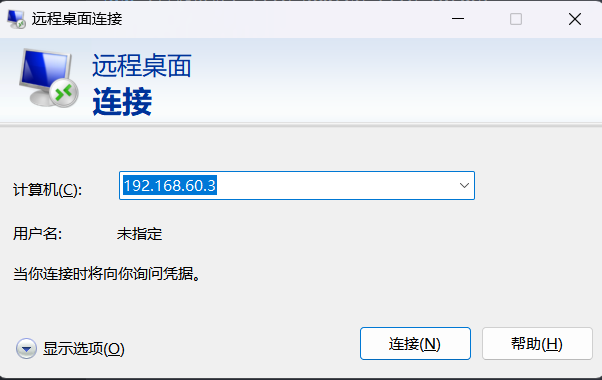 远程桌面连接
远程桌面
连接
计算机(C): 192.168.60.3
用户名: 未指定
当你连接时将向你询问凭据。
显示选项(O) 连接(N) 帮助(H)